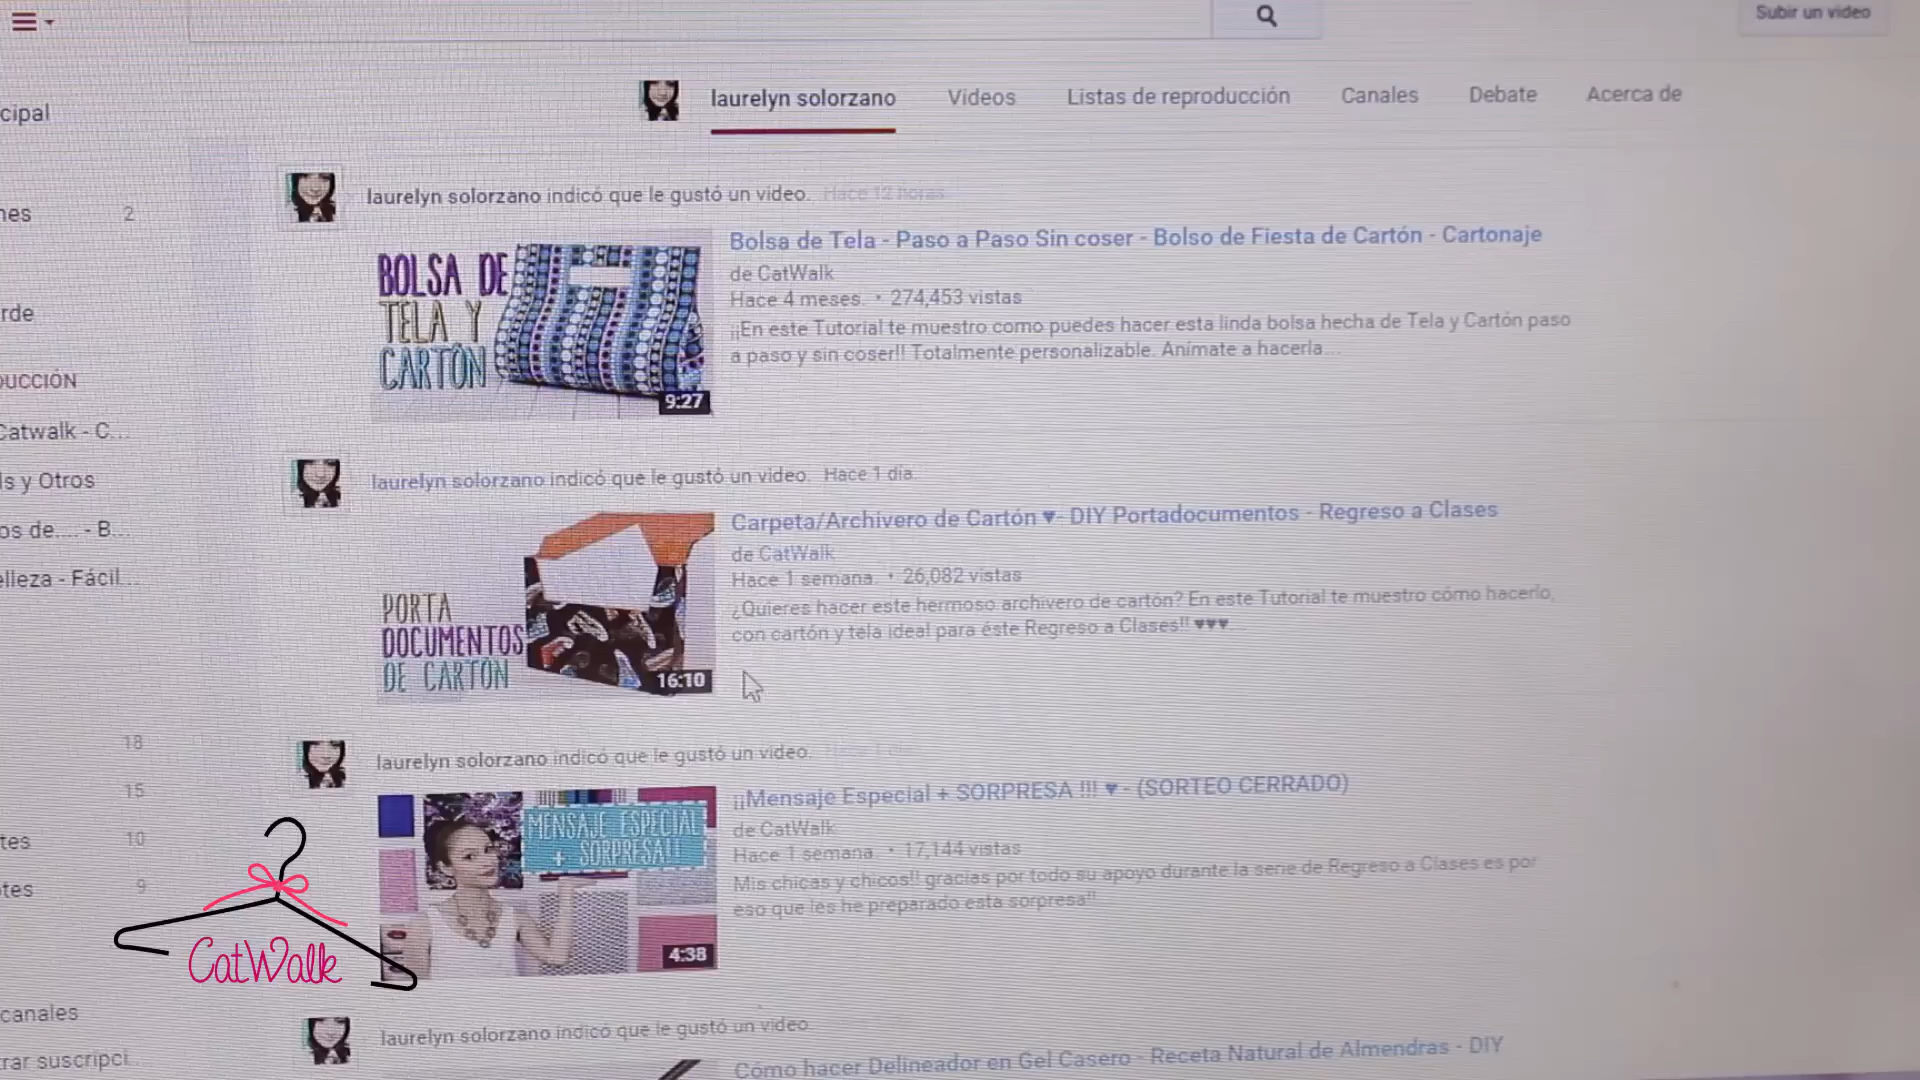 Subir un video
laurelyn solorzano Videos Listas de reproducción Canales Debate Acerca de
cipal
laurelyn solorzano indicó que le gustó un video. Hace 12 horas
nes 2
BOLSA DE
TELA Y
CARTÓN
9:27
Bolsa de Tela - Paso a Paso Sin coser - Bolso de Fiesta de Cartón - Cartonaje
de CatWalk
Hace 4 meses. • 274,453 vistas
¡¡En este Tutorial te muestro como puedes hacer esta linda bolsa hecha de Tela y Cartón paso
a paso y sin coser!! Totalmente personalizable. Anímate a hacerla...
rde
DUCCIÓN
Catwalk - C...
ls y Otros
os de.... - B...
elleza - Fácil...
laurelyn solorzano indicó que le gustó un video. Hace 1 día.
PORTA
DOCUMENTOS
DE CARTÓN
16:10
Carpeta/Archivero de Cartón ♥- DIY Portadocumentos - Regreso a Clases
de CatWalk
Hace 1 semana. • 26,082 vistas
¿Quieres hacer este hermoso archivero de cartón? En este Tutorial te muestro cómo hacerlo,
con cartón y tela ideal para éste Regreso a Clases!! ♥♥♥
18
15
tes 10
tes 9
laurelyn solorzano indicó que le gustó un video.
MENSAJE ESPECIAL
+ SORPRESA!!
4:38
¡¡Mensaje Especial + SORPRESA !!! ♥ - (SORTEO CERRADO)
de CatWalk
Hace 1 semana. • 17,144 vistas
Mis chicas y chicos!! gracias por todo su apoyo durante la serie de Regreso a Clases es por
eso que les he preparado esta sorpresa!!
CatWalk
canales
rar suscripci...
laurelyn solorzano indicó que le gustó un video.
Cómo hacer Delineador en Gel Casero - Receta Natural de Almendras - DIY